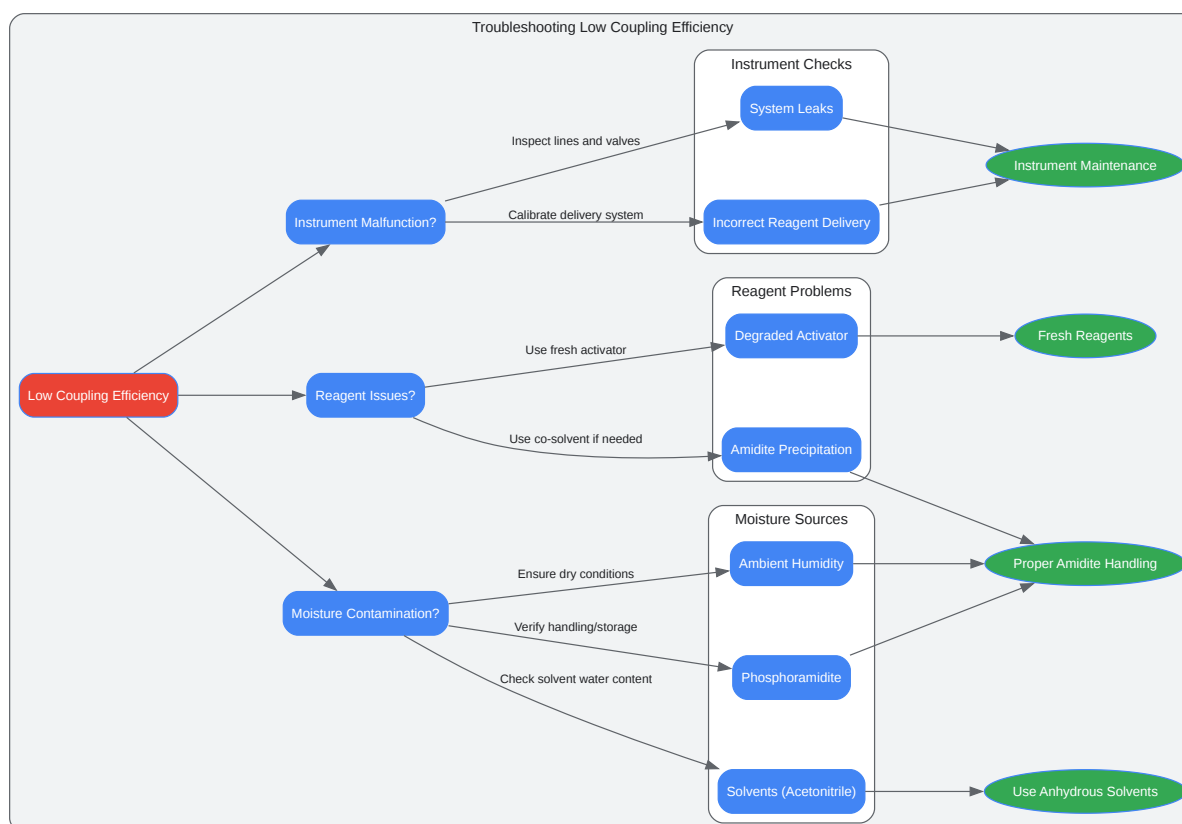 Troubleshooting Low Coupling Efficiency
Instrument Checks
System Leaks
Inspect lines and valves
Instrument Maintenance
Instrument Malfunction?
Calibrate delivery system
Incorrect Reagent Delivery
Reagent Problems
Degraded Activator
Fresh Reagents
Use fresh activator
Low Coupling Efficiency
Reagent Issues?
Use co-solvent if needed
Amidite Precipitation
Moisture Sources
Ambient Humidity
Proper Amidite Handling
Ensure dry conditions
Moisture Contamination?
Verify handling/storage
Phosphoramidite
Check solvent water content
Solvents (Acetonitrile)
Use Anhydrous Solvents